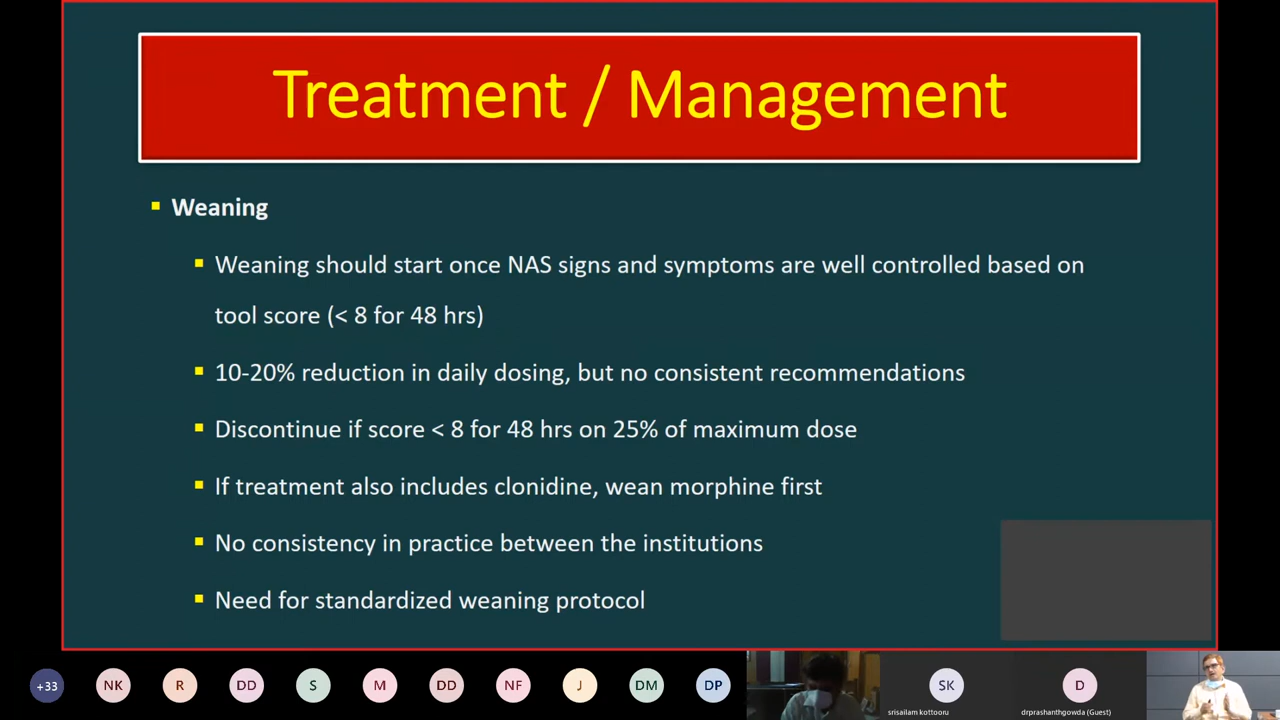 Treatment / Management
Weaning
Weaning should start once NAS signs and symptoms are well controlled based on
tool score (< 8 for 48 hrs)
10-20% reduction in daily dosing, but no consistent recommendations
Discontinue if score < 8 for 48 hrs on 25% of maximum dose
If treatment also includes clonidine, wean morphine first
No consistency in practice between the institutions
Need for standardized weaning protocol
+33 NK R DD S M DD NF J DM DP SK D
srisailam kottooru drprashanthgowda (Guest)